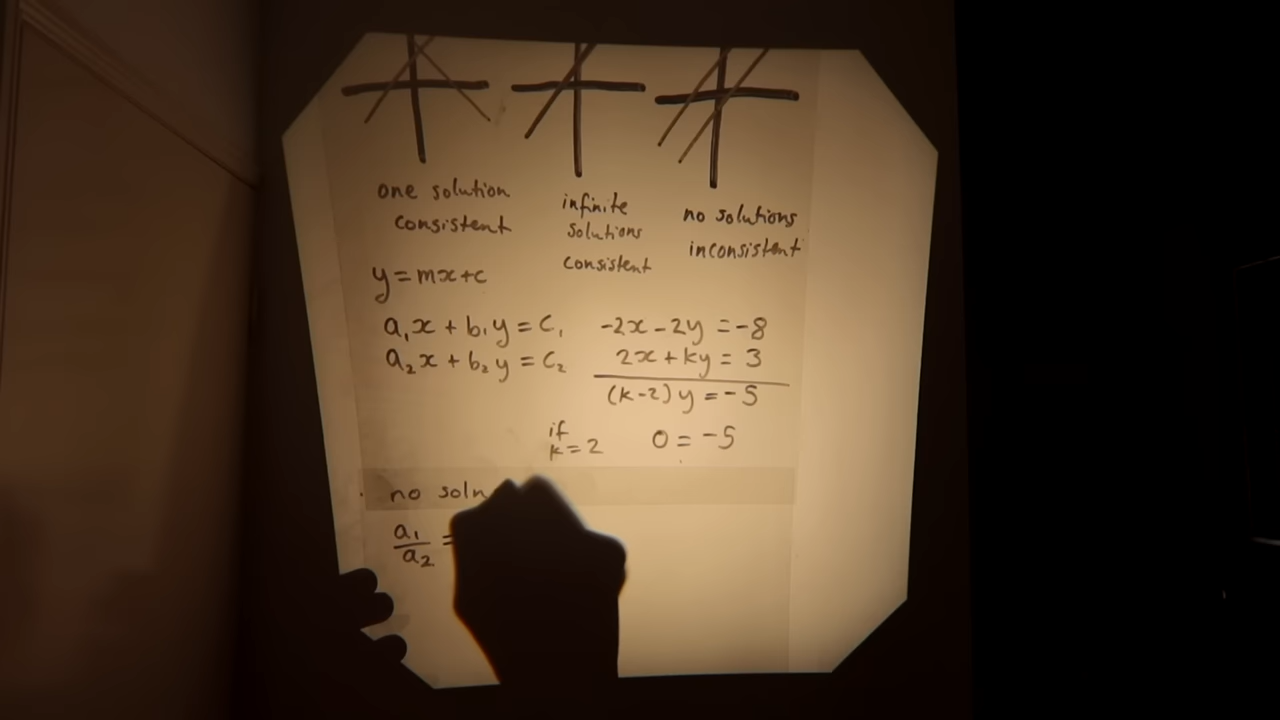 one solution
consistent
infinite
solutions
consistent
no solutions
inconsistent
y=mx+c
a₁x + b₁y = c₁
a₂x + b₂y = c₂
-2x-2y =-8
2x+ky = 3
(k-2) y = -5
if
k=2
0 = -5
no soln
a₁/a₂ =